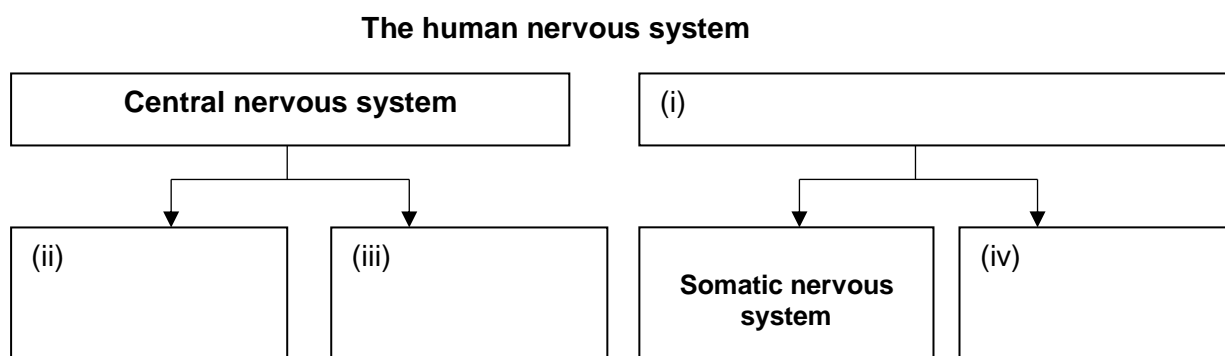 The human nervous system
Central nervous system
(i)
(ii)
(iii)
Somatic nervous
system
(iv)